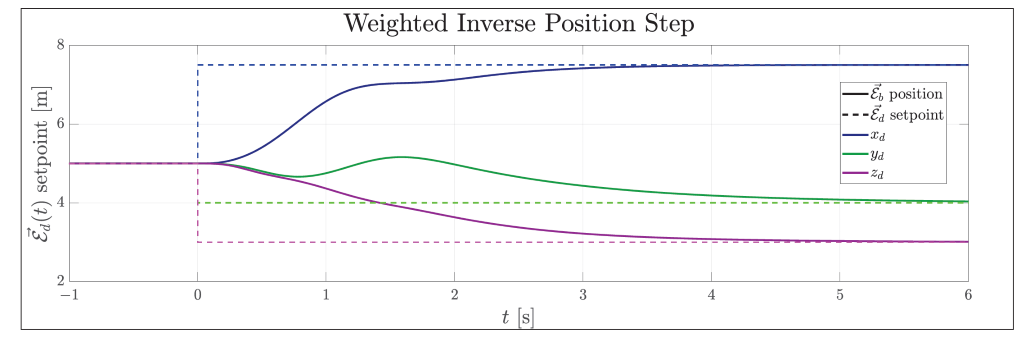 Weighted Inverse Position Step
8
6
4
2
−1
0
1
2
3
4
5
6
t [s]
$\vec{\mathcal{E}}_d(t)$ setpoint [m]
$\vec{\mathcal{E}}_b$ position
$\vec{\mathcal{E}}_d$ setpoint
$x_d$
$y_d$
$z_d$